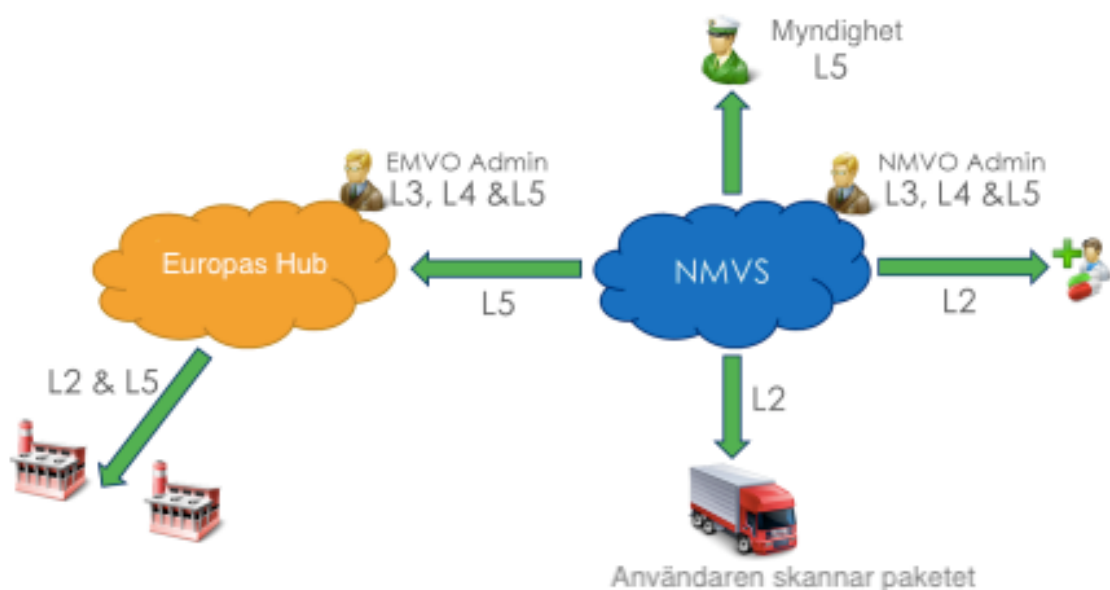 Myndighet
L5
EMVO Admin
L3, L4 &L5
NMVO Admin
L3, L4 &L5
Europas Hub
NMVS
L5
L2
L2 & L5
L2
Användaren skannar paketet